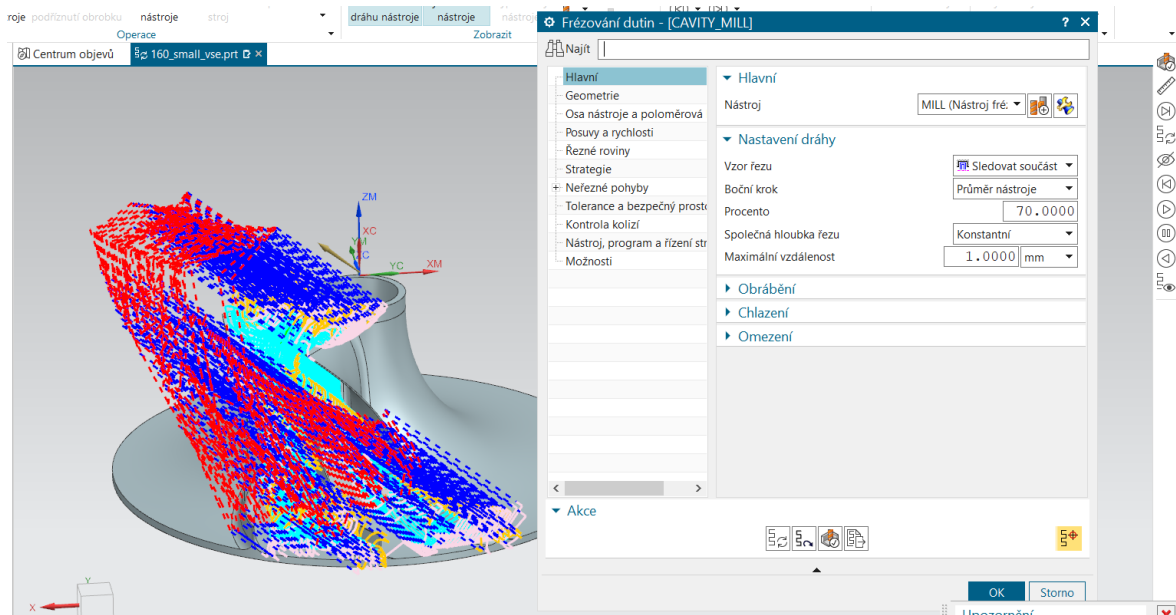 roje podříznutí obrobku nástroje stroj dráhu nástroje nástroje
Operace Zobrazit
Centrum objevů 160_small_vse.prt
Frézování dutin - [CAVITY_MILL]
Najít
Hlavní
Geometrie
Osa nástroje a poloměrová
Posuvy a rychlosti
Řezné roviny
Strategie
Neřezné pohyby
Tolerance a bezpečný prosto
Kontrola kolizí
Nástroj, program a řízení str
Možnosti
Hlavní
Nástroj MILL (Nástroj fré:
Nastavení dráhy
Vzor řezu Sledovat součást
Boční krok Průměr nástroje
Procento 70.0000
Společná hloubka řezu Konstantní
Maximální vzdálenost 1.0000 mm
Obrábění
Chlazení
Omezení
ZM
XC
YM
YC XM
Akce
OK Storno
Upozornění
Y
X